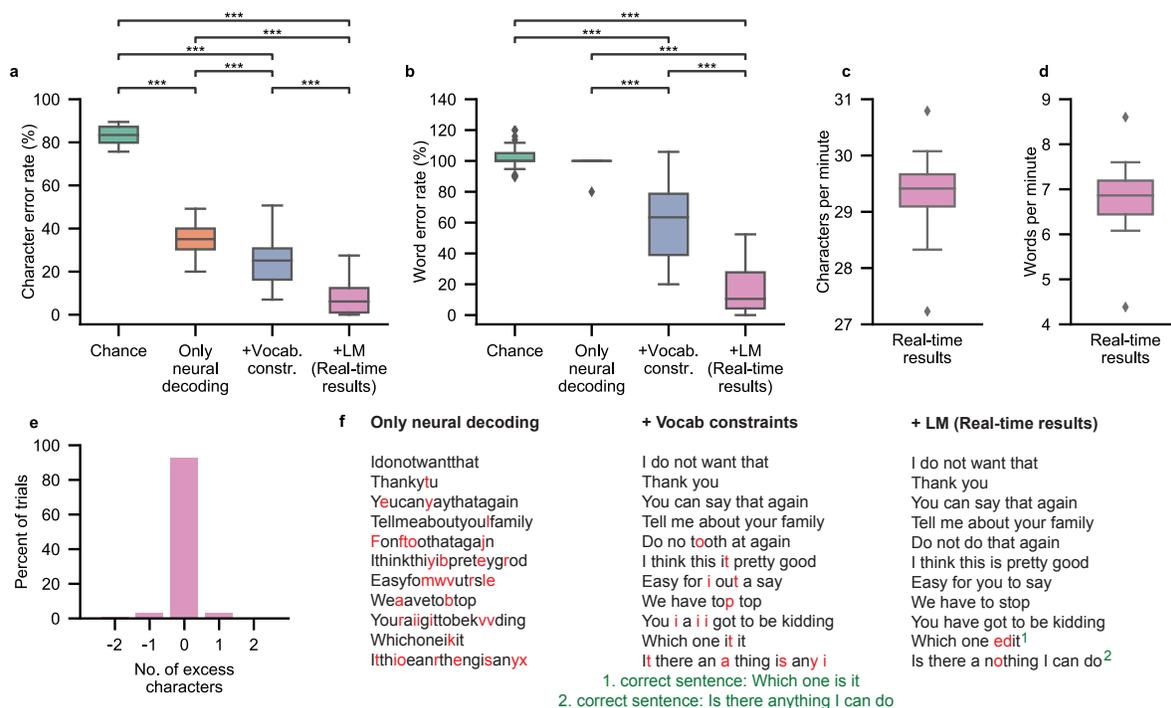 ***
***
***
***
***
***
***
***
***
***
***
a
100
80
60
40
20
0
Character error rate (%)
Chance
Only
neural
decoding
+Vocab.
constr.
+LM
(Real-time
results)
b
140
120
100
80
60
40
20
0
Word error rate (%)
Chance
Only
neural
decoding
+Vocab.
constr.
+LM
(Real-time
results)
c
31
30
29
28
27
Characters per minute
Real-time
results
d
9
8
7
6
5
4
Words per minute
Real-time
results
e
100
80
60
40
20
0
Percent of trials
-2 -1 0 1 2
No. of excess
characters
f
Only neural decoding
Idonotwantthat
Thankytu
Yeucanyaythatagain
Tellmeaboutyoulfamily
Fonftoothatagajn
Ithinkthiyibpreteygrod
Easyfomwvutrsle
Weaavetobtop
Youraiigittobekvvding
Whichoneikit
Itthioeanrthengisanyx
+ Vocab constraints
I do not want that
Thank you
You can say that again
Tell me about your family
Do no tooth at again
I think this it pretty good
Easy for i out a say
We have top top
You i a i i got to be kidding
Which one it it
It there an a thing is any i
+ LM (Real-time results)
I do not want that
Thank you
You can say that again
Tell me about your family
Do not do that again
I think this is pretty good
Easy for you to say
We have to stop
You have got to be kidding
Which one edit1
Is there a nothing I can do2
1. correct sentence: Which one is it
2. correct sentence: Is there anything I can do